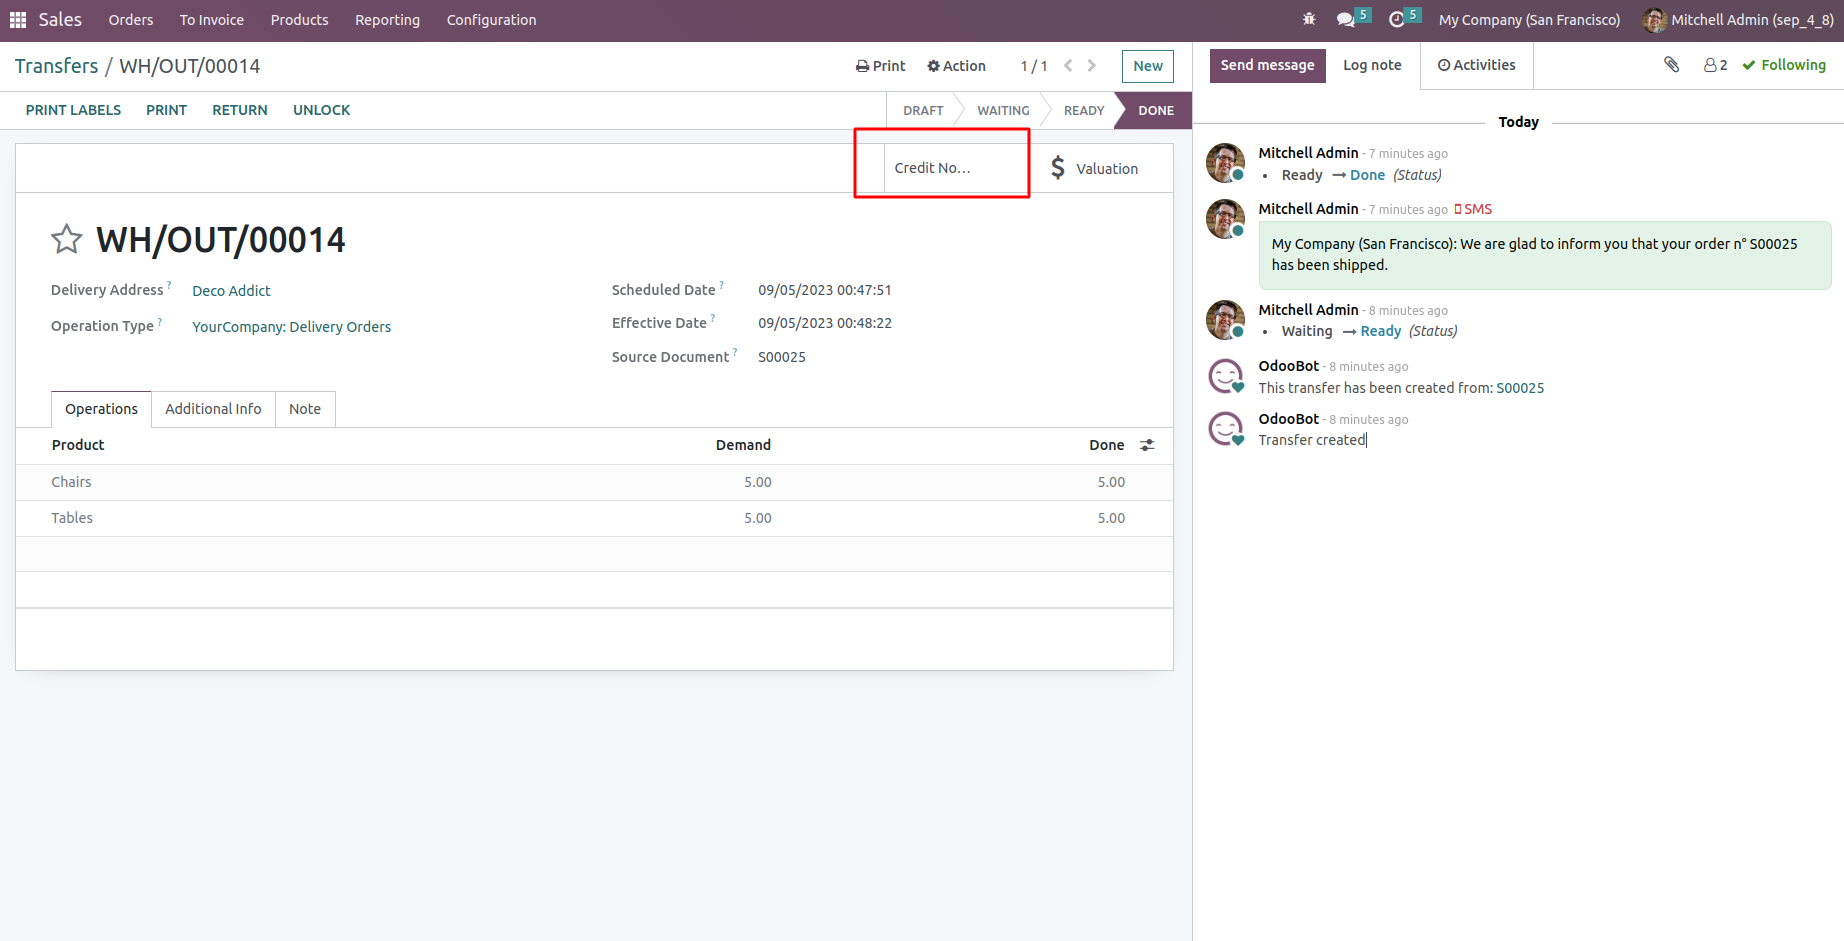 Sales Orders To Invoice Products Reporting Configuration 5 5 My Company (San Francisco) Mitchell Admin (sep_4_8)
Transfers / WH/OUT/00014 Print Action 1 / 1 New
PRINT LABELS PRINT RETURN UNLOCK DRAFT WAITING READY DONE
Credit No... Valuation
WH/OUT/00014
Delivery Address ? Deco Addict
Operation Type ? YourCompany: Delivery Orders
Scheduled Date ? 09/05/2023 00:47:51
Effective Date ? 09/05/2023 00:48:22
Source Document ? S00025
Operations Additional Info Note
Product Demand Done
Chairs 5.00 5.00
Tables 5.00 5.00
Send message Log note Activities 2 Following
Today
Mitchell Admin - 7 minutes ago
• Ready → Done (Status)
Mitchell Admin - 7 minutes ago SMS
My Company (San Francisco): We are glad to inform you that your order n° S00025
has been shipped.
Mitchell Admin - 8 minutes ago
• Waiting → Ready (Status)
OdooBot - 8 minutes ago
This transfer has been created from: S00025
OdooBot - 8 minutes ago
Transfer created